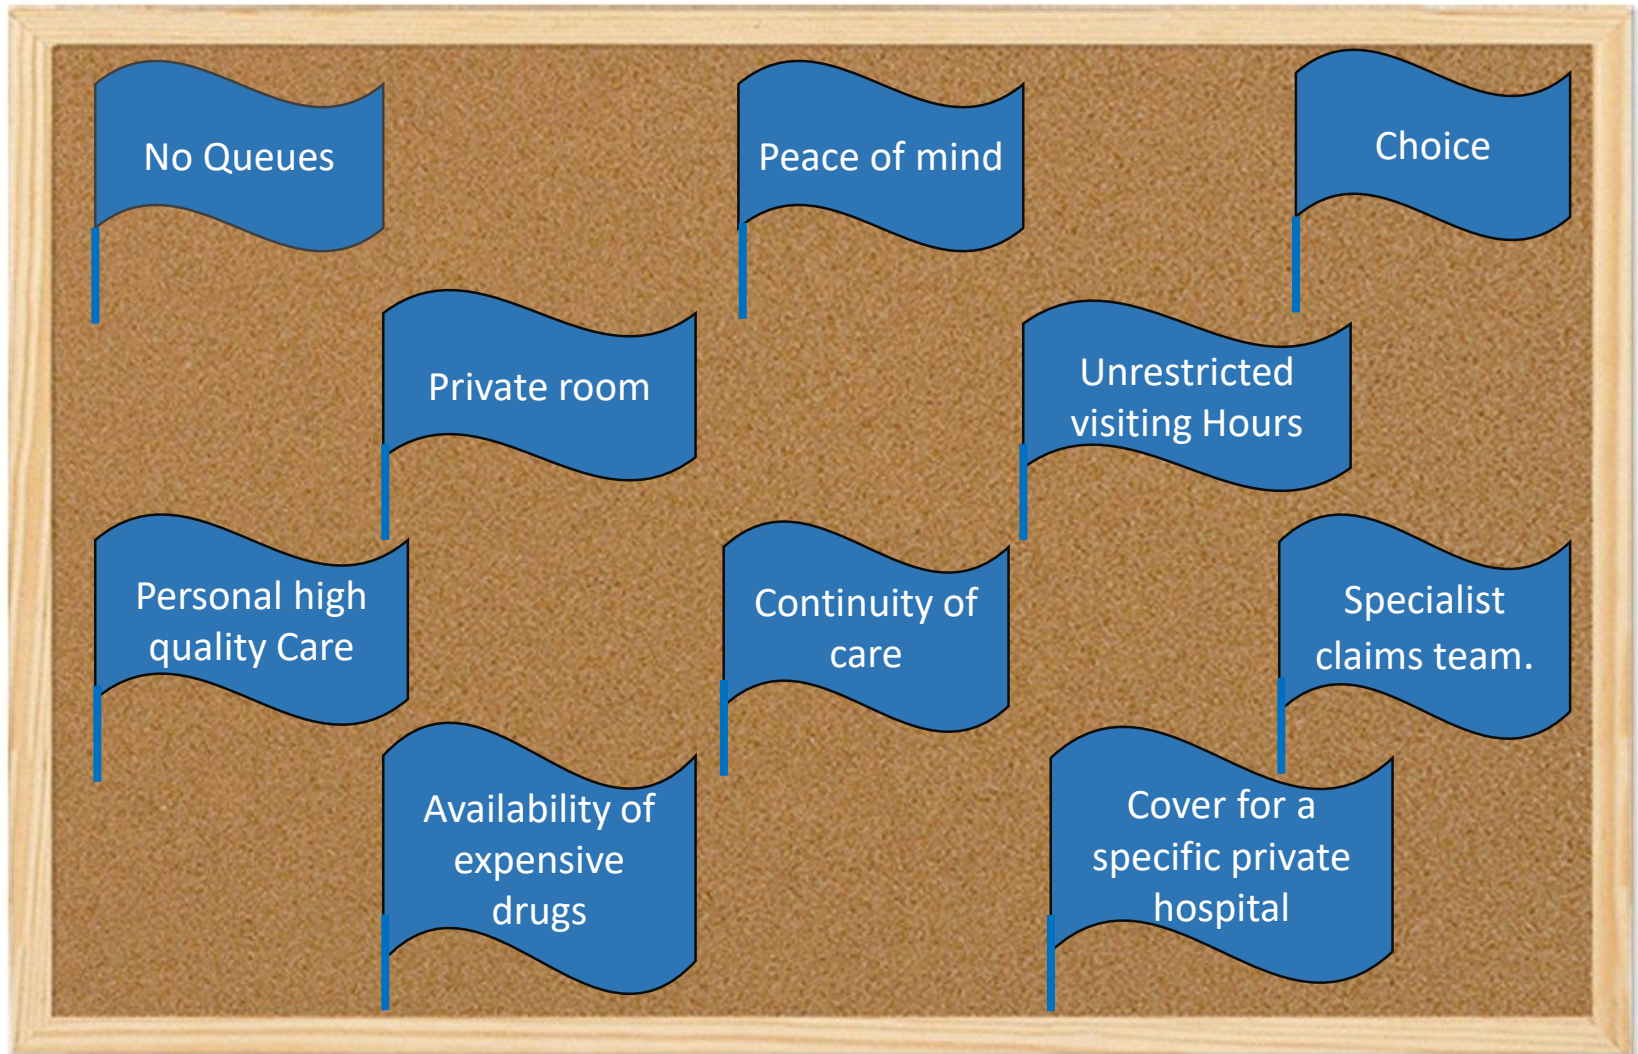 No Queues
Peace of mind
Choice
Private room
Unrestricted
visiting Hours
Personal high
quality Care
Continuity of
care
Specialist
claims team.
Availability of
expensive
drugs
Cover for a
specific private
hospital